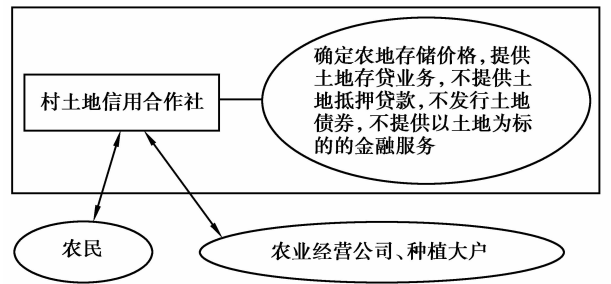 确定农地存储价格,提供
土地存贷业务,不提供土
地抵押贷款,不发行土地
债券,不提供以土地为标
的的金融服务
村土地信用合作社
农民
农业经营公司、种植大户